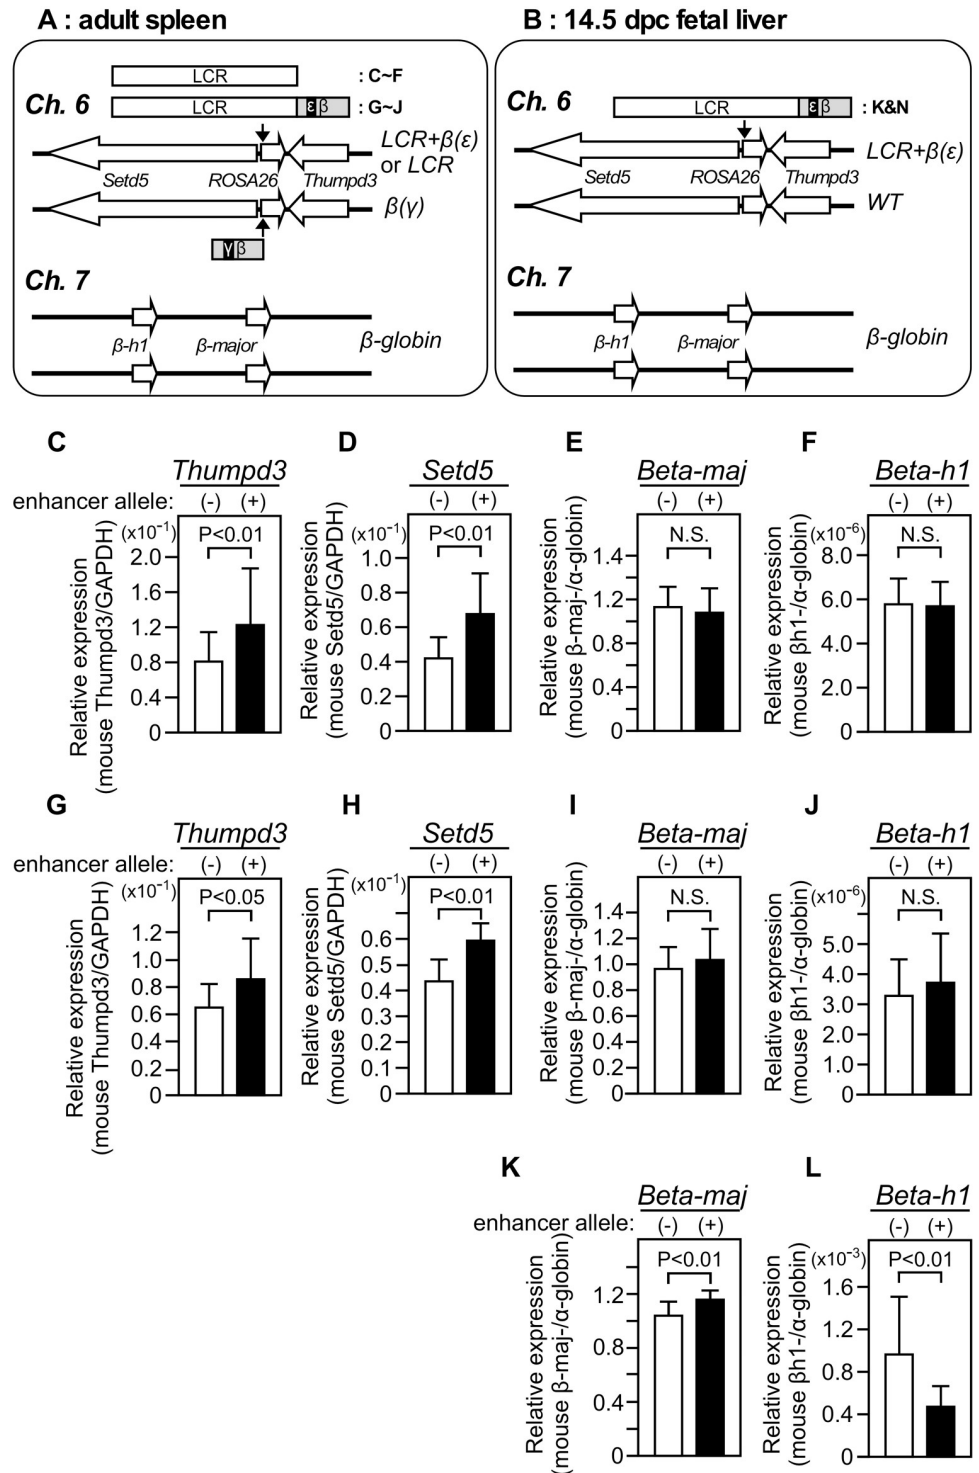 A : adult spleen
LCR : C~F
Ch. 6
LCR ε β : G~J
LCR+β(ε)
or LCR
Setd5 ROSA26 Thumpd3
β(γ)
γ β
Ch. 7
β-h1 β-major β-globin
B : 14.5 dpc fetal liver
Ch. 6
LCR ε β : K&N
LCR+β(ε)
Setd5 ROSA26 Thumpd3
WT
Ch. 7
β-h1 β-major β-globin
C
Thumpd3
enhancer allele: (-) (+)
(x10⁻¹)
P<0.01
2.0
1.6
1.2
0.8
0.4
0
Relative expression
(mouse Thumpd3/GAPDH)
D
Setd5
(-) (+)
(x10⁻¹)
P<0.01
1.0
0.8
0.6
0.4
0.2
0
Relative expression
(mouse Setd5/GAPDH)
E
Beta-maj
(-) (+)
N.S.
1.4
1.2
0.8
0.4
0
Relative expression
(mouse β-maj-/α-globin)
F
Beta-h1
(-) (+)
(x10⁻⁶)
N.S.
8.0
6.0
4.0
2.0
0
Relative expression
(mouse βh1-/α-globin)
G
Thumpd3
enhancer allele: (-) (+)
(x10⁻¹)
P<0.05
1.2
1.0
0.8
0.6
0.4
0.2
0
Relative expression
(mouse Thumpd3/GAPDH)
H
Setd5
(-) (+)
(x10⁻¹)
P<0.01
0.6
0.5
0.4
0.3
0.2
0.1
0
Relative expression
(mouse Setd5/GAPDH)
I
Beta-maj
(-) (+)
N.S.
1.4
1.2
1.0
0.8
0.6
0.4
0.2
0
Relative expression
(mouse β-maj-/α-globin)
J
Beta-h1
(-) (+)
(x10⁻⁶)
N.S.
5.0
4.0
3.0
2.0
1.0
0
Relative expression
(mouse βh1-/α-globin)
K
Beta-maj
enhancer allele: (-) (+)
P<0.01
1.2
0.8
0.4
0
Relative expression
(mouse β-maj-/α-globin)
L
Beta-h1
(-) (+)
(x10⁻³)
P<0.01
1.6
1.2
0.8
0.4
0
Relative expression
(mouse βh1-/α-globin)